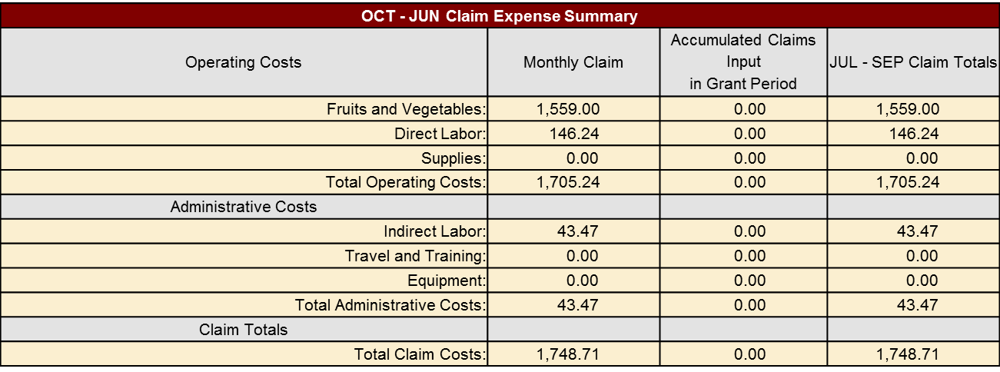 OCT - JUN Claim Expense Summary
Operating Costs Monthly Claim Accumulated Claims Input in Grant Period JUL - SEP Claim Totals
Fruits and Vegetables: 1,559.00 0.00 1,559.00
Direct Labor: 146.24 0.00 146.24
Supplies: 0.00 0.00 0.00
Total Operating Costs: 1,705.24 0.00 1,705.24
Administrative Costs
Indirect Labor: 43.47 0.00 43.47
Travel and Training: 0.00 0.00 0.00
Equipment: 0.00 0.00 0.00
Total Administrative Costs: 43.47 0.00 43.47
Claim Totals
Total Claim Costs: 1,748.71 0.00 1,748.71